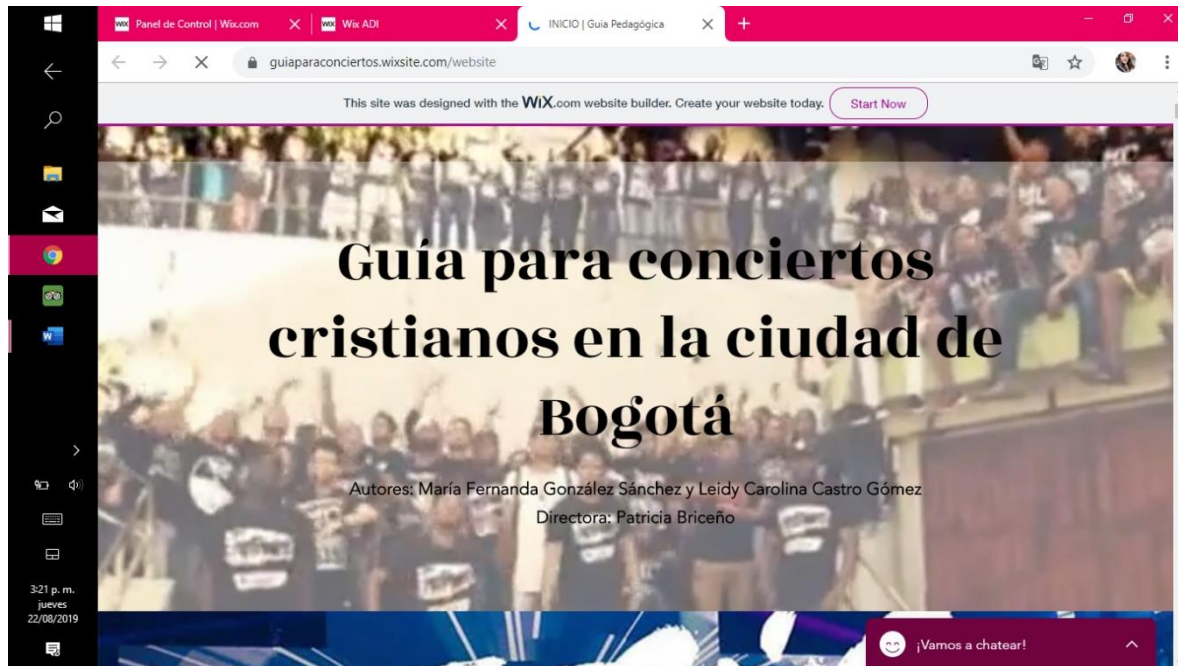 Panel de Control | Wix.com
Wix ADI
INICIO | Guia Pedagógica
guiaparaconciertos.wixsite.com/website
This site was designed with the WiX.com website builder. Create your website today.
Start Now
Guía para conciertos
cristianos en la ciudad de
Bogotá
Autores: María Fernanda González Sánchez y Leidy Carolina Castro Gómez
Directora: Patricia Briceño
3:21 p. m.
jueves
22/08/2019
¡Vamos a chatear!